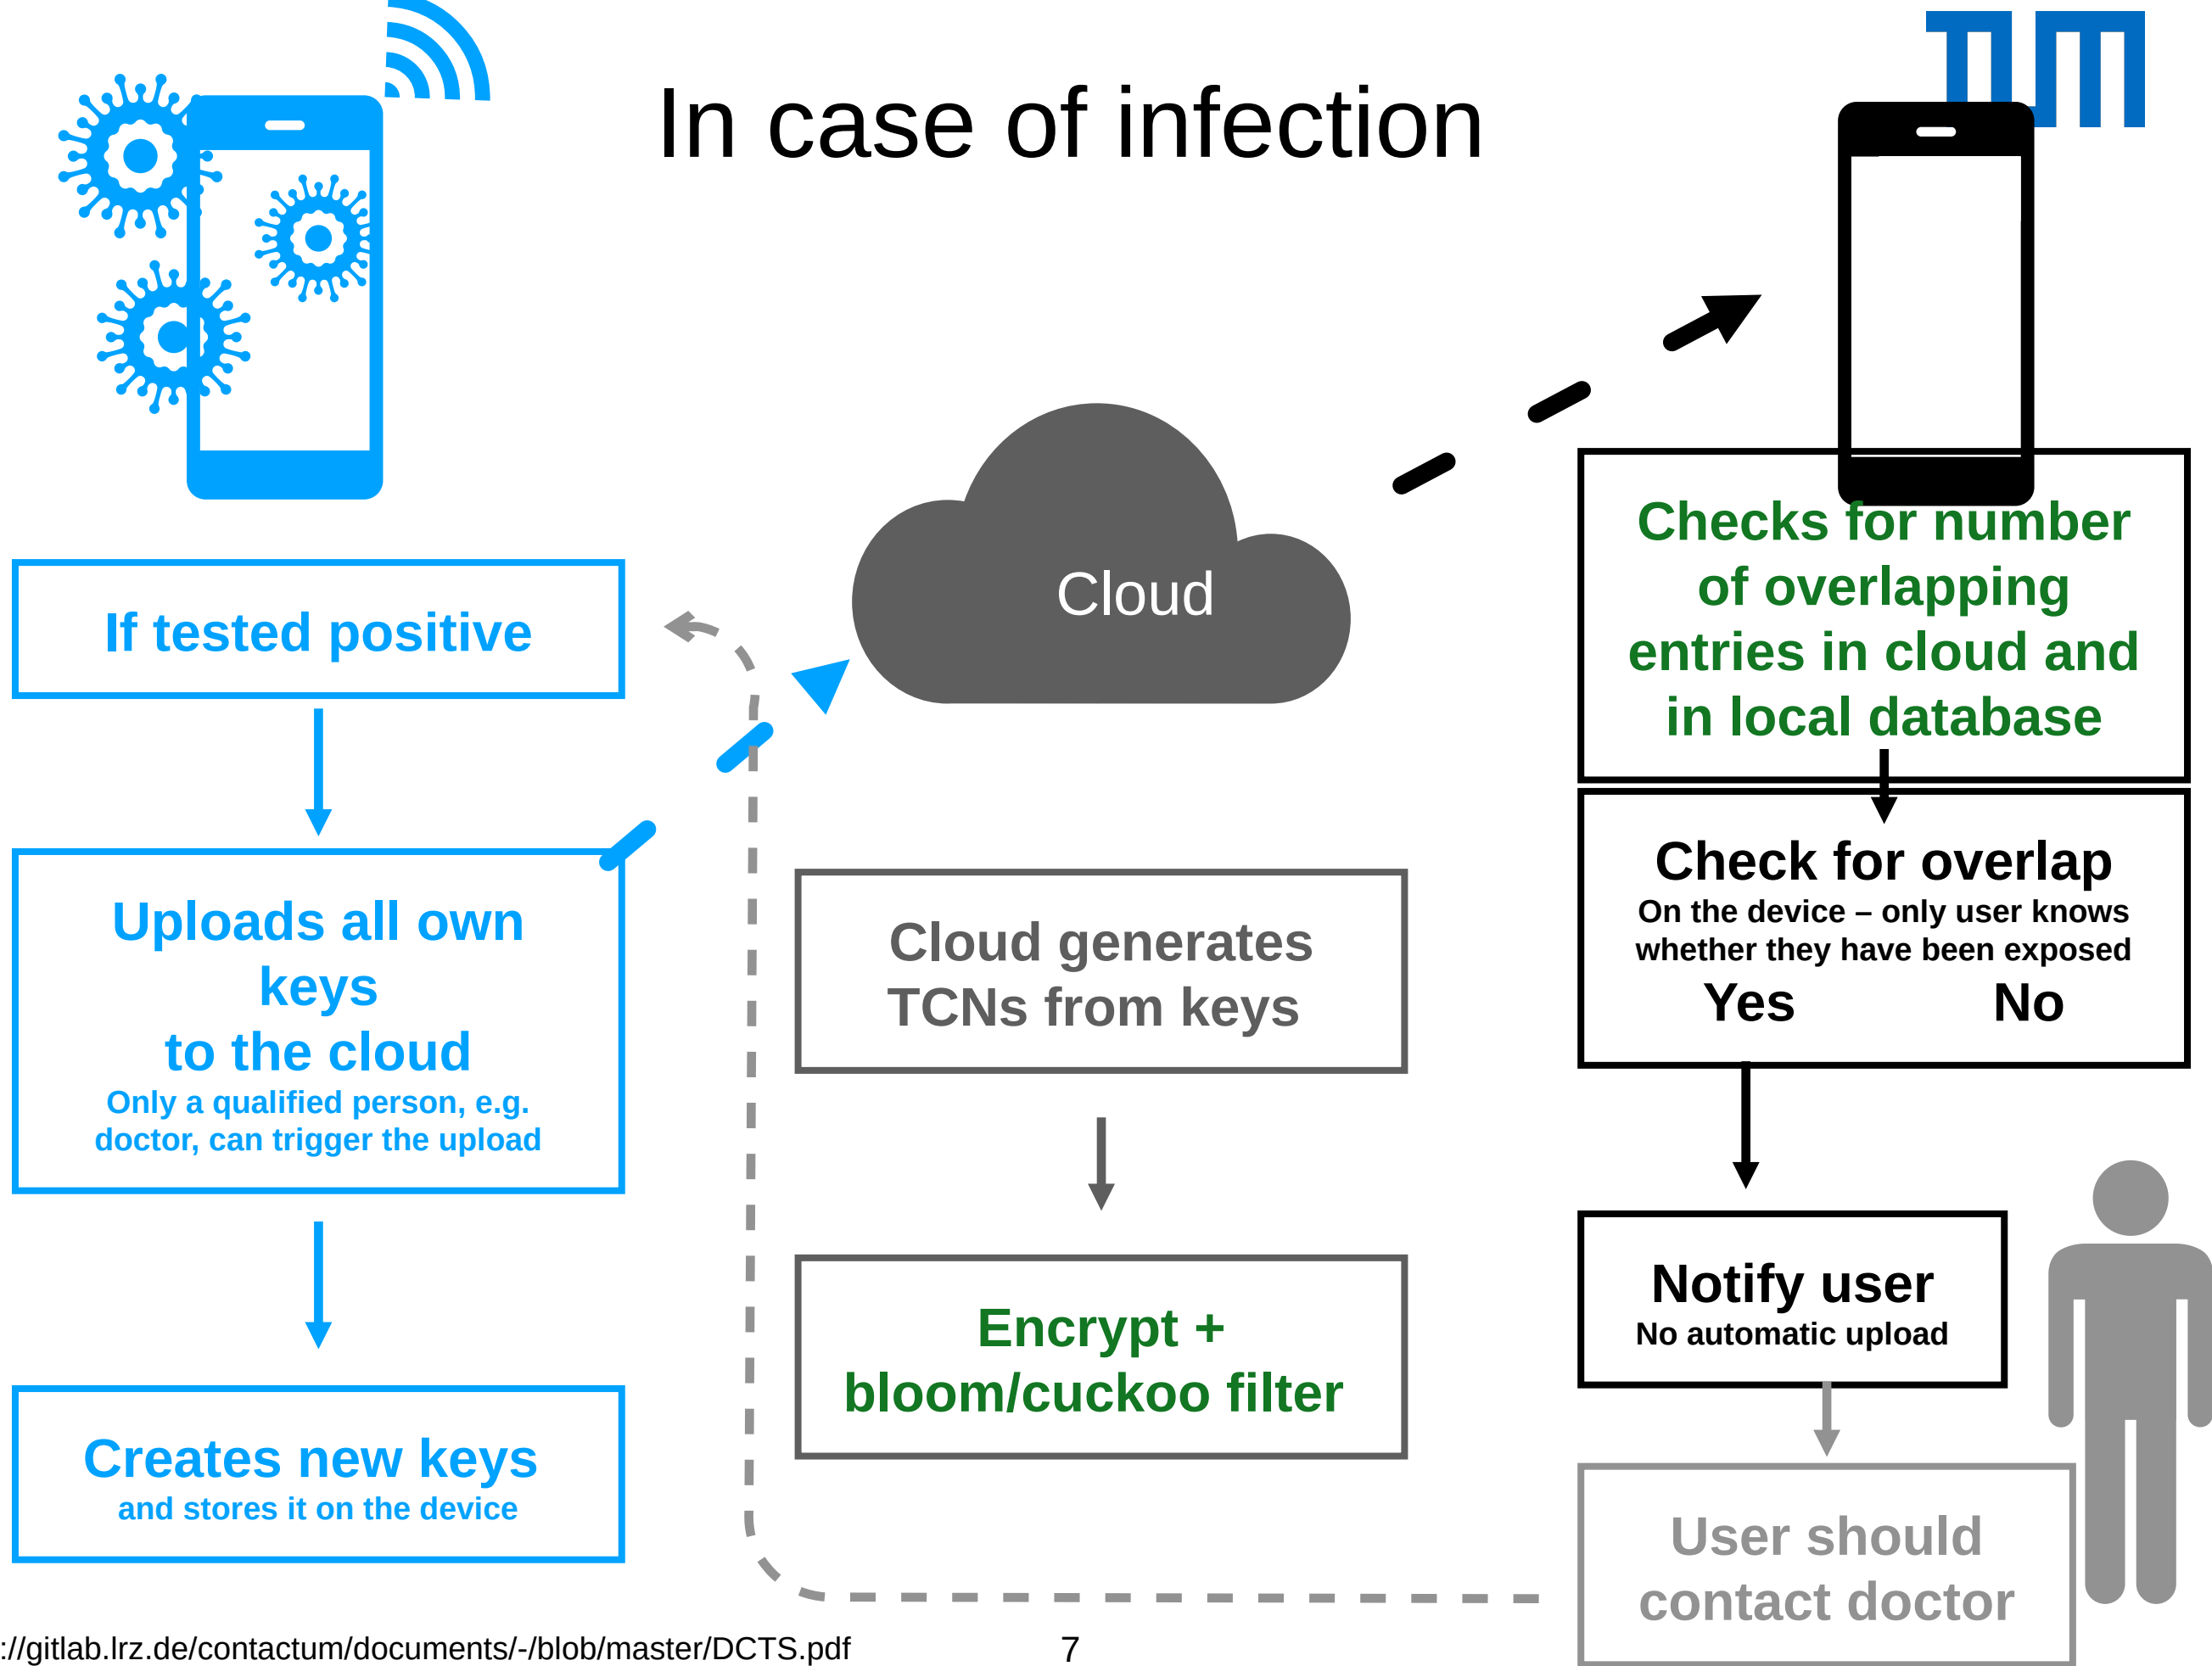 In case of infection
Cloud
If tested positive
Uploads all own
keys
to the cloud
Only a qualified person, e.g.
doctor, can trigger the upload
Creates new keys
and stores it on the device
Cloud generates
TCNs from keys
Encrypt +
bloom/cuckoo filter
Checks for number
of overlapping
entries in cloud and
in local database
Check for overlap
On the device – only user knows
whether they have been exposed
Yes No
Notify user
No automatic upload
User should
contact doctor
://gitlab.lrz.de/contactum/documents/-/blob/master/DCTS.pdf
7